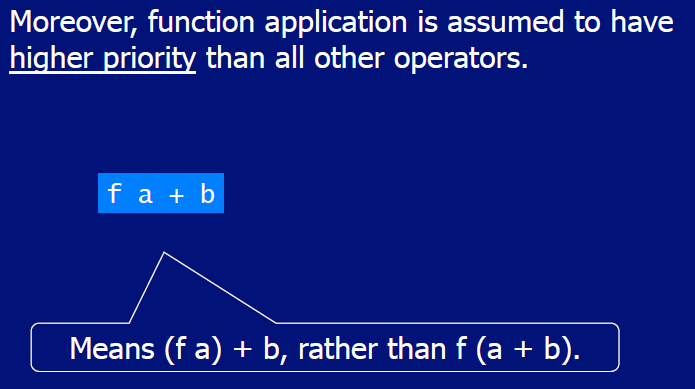 Moreover, function application is assumed to have
higher priority than all other operators.
f a + b
Means (f a) + b, rather than f (a + b).